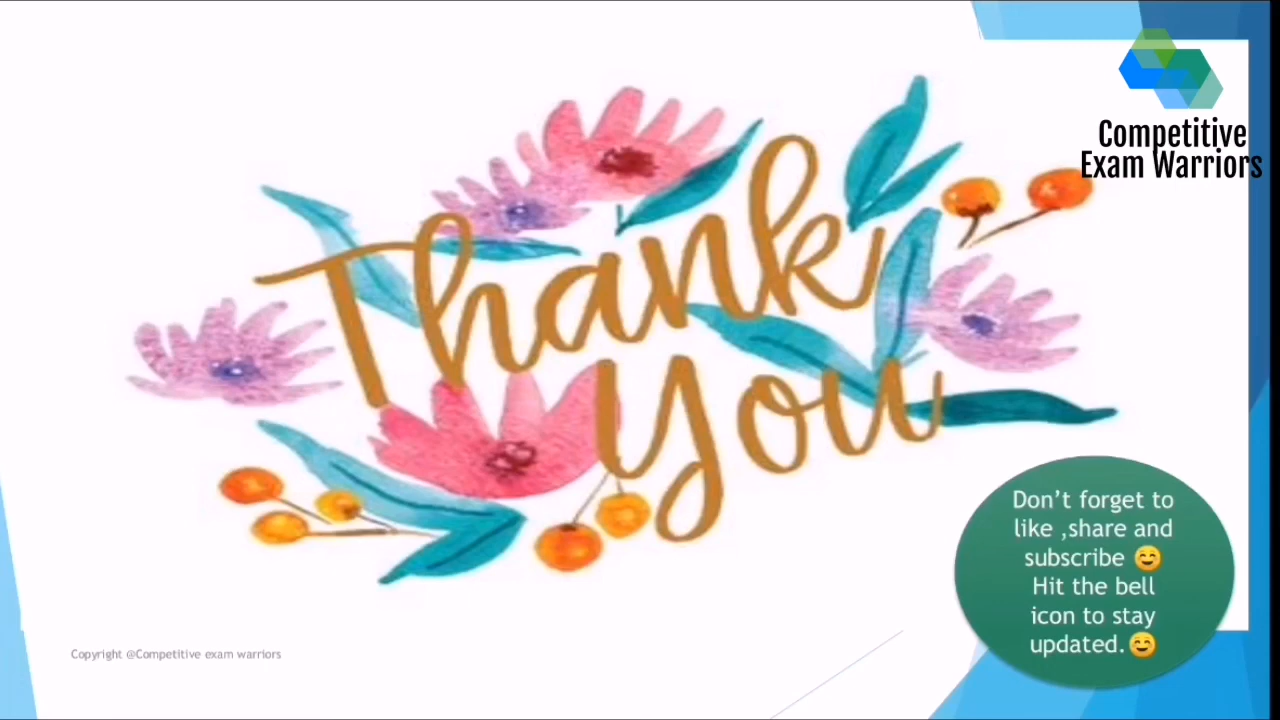 Competitive
Exam Warriors
Thank
you
Don’t forget to
like ,share and
subscribe 😊
Hit the bell
icon to stay
updated.😊
Copyright @Competitive exam warriors